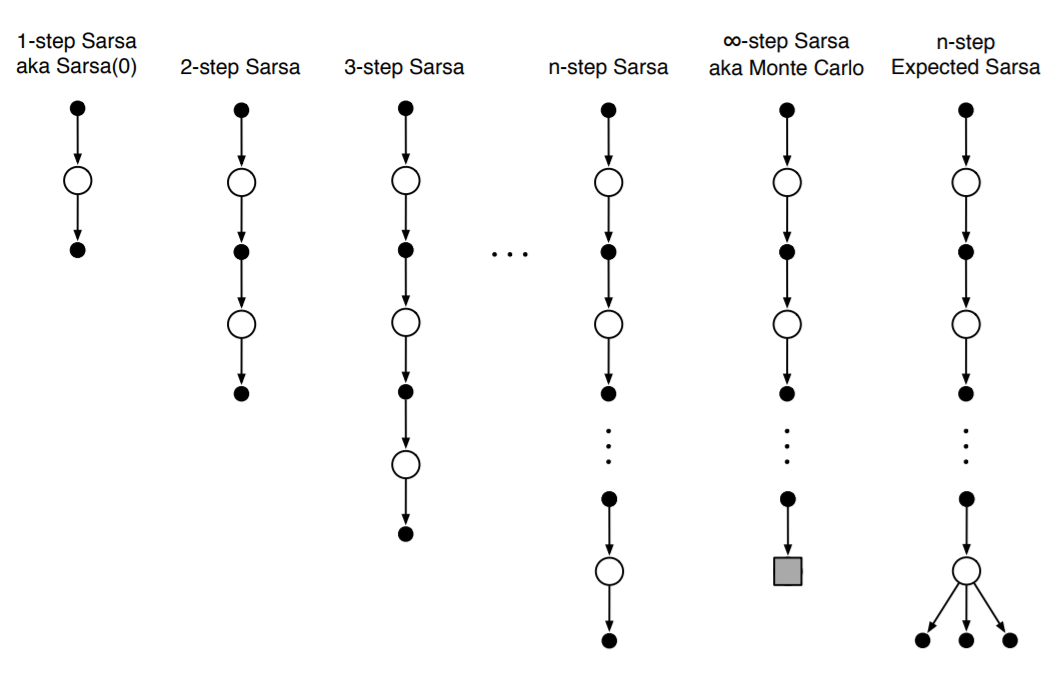 1-step Sarsa
aka Sarsa(0)
2-step Sarsa
3-step Sarsa
n-step Sarsa
∞-step Sarsa
aka Monte Carlo
n-step
Expected Sarsa